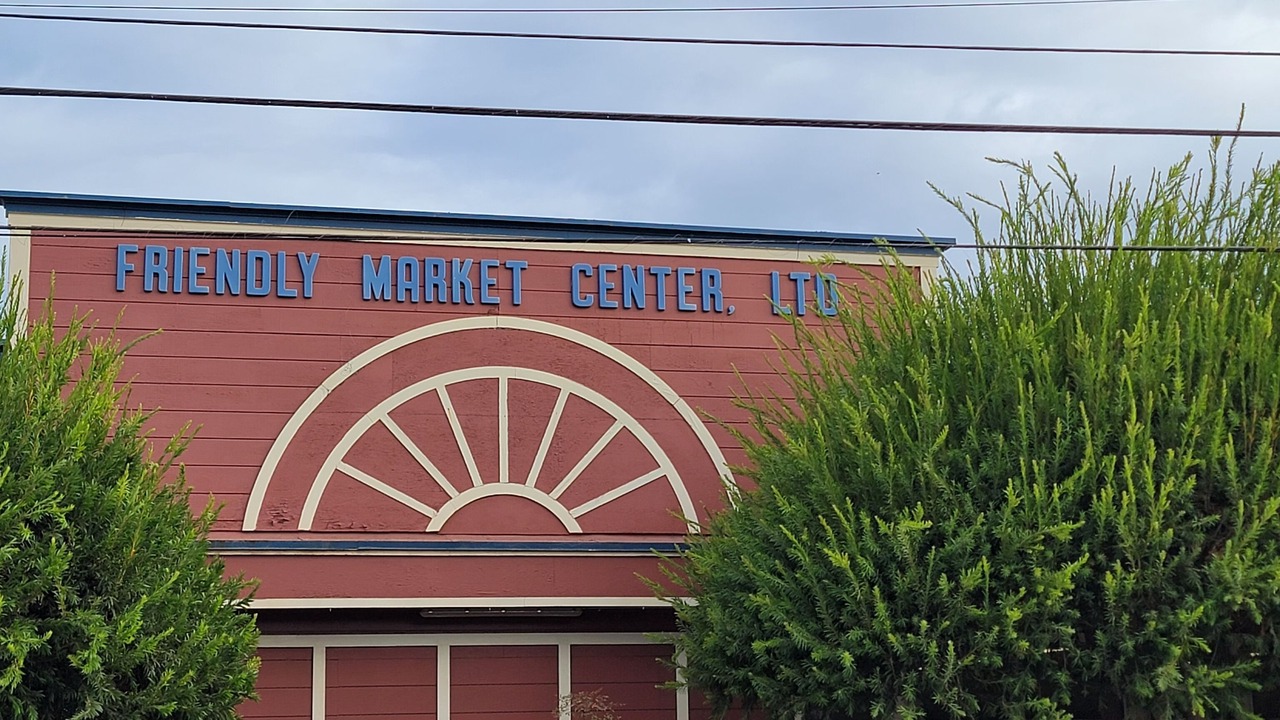 FRIENDLY MARKET CENTER, LTD